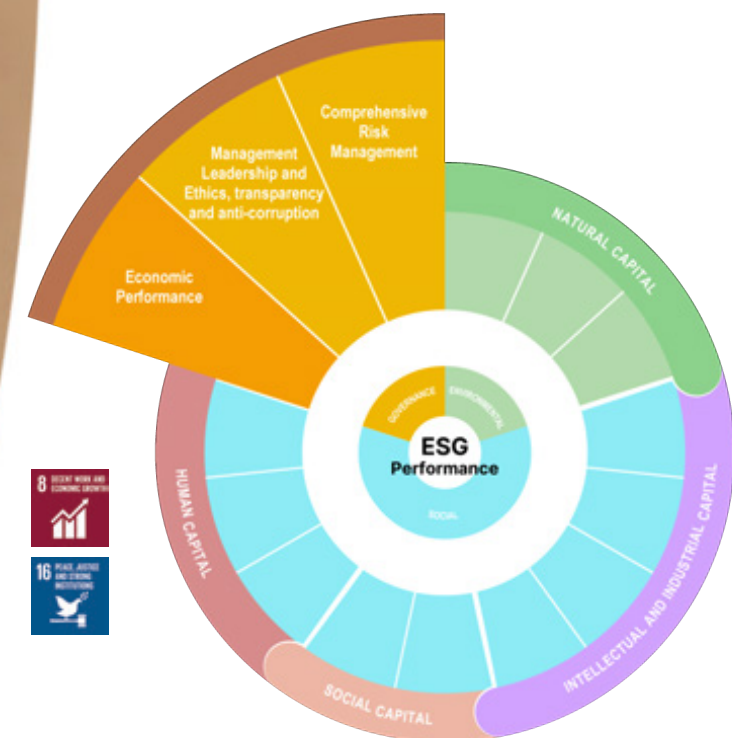 Comprehensive
Risk
Management
Management
Leadership and
Ethics, transparency
and anti-corruption
Economic
Performance
NATURAL CAPITAL
GOVERNANCE
ENVIRONMENTAL
ESG
Performance
SOCIAL
HUMAN CAPITAL
INTELLECTUAL AND INDUSTRIAL CAPITAL
SOCIAL CAPITAL
8 DECENT WORK AND
ECONOMIC GROWTH
16 PEACE, JUSTICE
AND STRONG
INSTITUTIONS